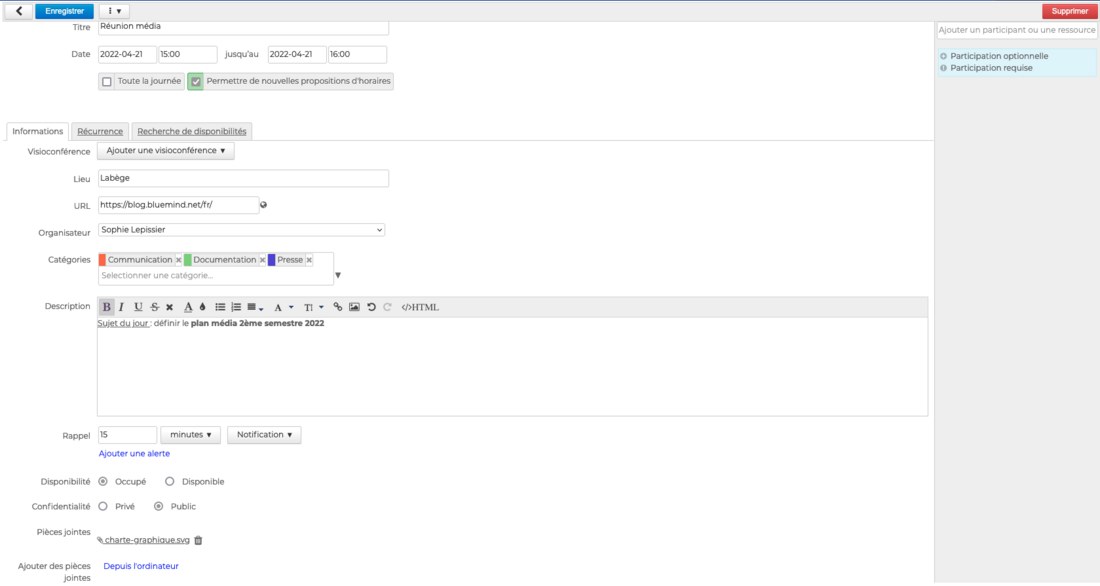 Enregistrer
Supprimer
Titre Réunion média
Ajouter un participant ou une ressource
Date 2022-04-21 15:00 jusqu'au 2022-04-21 16:00
Participation optionnelle
Participation requise
Toute la journée Permettre de nouvelles propositions d'horaires
Informations Récurrence Recherche de disponibilités
Visioconférence Ajouter une visioconférence
Lieu Labège
URL https://blog.bluemind.net/fr/
Organisateur Sophie Lepissier
Catégories Communication Documentation Presse
Selectionner une catégorie...
Description B I U S A A T! </>HTML
Sujet du jour : définir le plan média 2ème semestre 2022
Rappel 15 minutes Notification
Ajouter une alerte
Disponibilité Occupé Disponible
Confidentialité Privé Public
Pièces jointes charte-graphique.svg
Ajouter des pièces jointes Depuis l'ordinateur